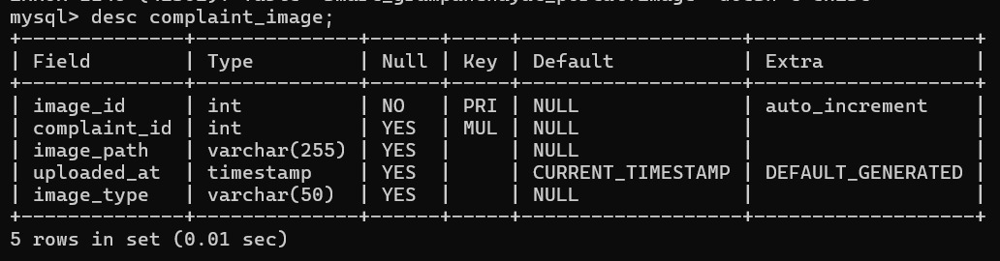 mysql> desc complaint_image;
+--------------+--------------+------+-----+-------------------+-------------------+
| Field        | Type         | Null | Key | Default           | Extra             |
+--------------+--------------+------+-----+-------------------+-------------------+
| image_id     | int          | NO   | PRI | NULL              | auto_increment    |
| complaint_id | int          | YES  | MUL | NULL              |                   |
| image_path   | varchar(255) | YES  |     | NULL              |                   |
| uploaded_at  | timestamp    | YES  |     | CURRENT_TIMESTAMP | DEFAULT_GENERATED |
| image_type   | varchar(50)  | YES  |     | NULL              |                   |
+--------------+--------------+------+-----+-------------------+-------------------+
5 rows in set (0.01 sec)